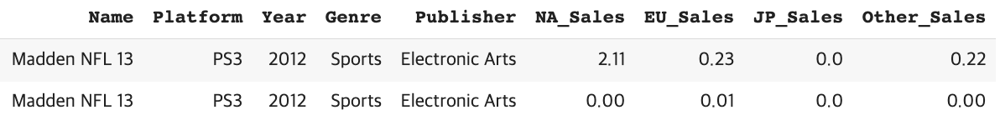 Name Platform Year Genre Publisher NA_Sales EU_Sales JP_Sales Other_Sales
Madden NFL 13 PS3 2012 Sports Electronic Arts 2.11 0.23 0.0 0.22
Madden NFL 13 PS3 2012 Sports Electronic Arts 0.00 0.01 0.0 0.00